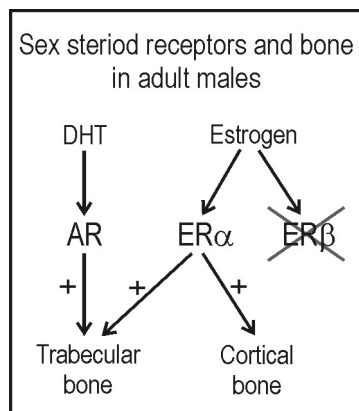 Sex steriod receptors and bone
in adult males
DHT Estrogen
AR ERα ERβ
+ + +
Trabecular Cortical
bone bone